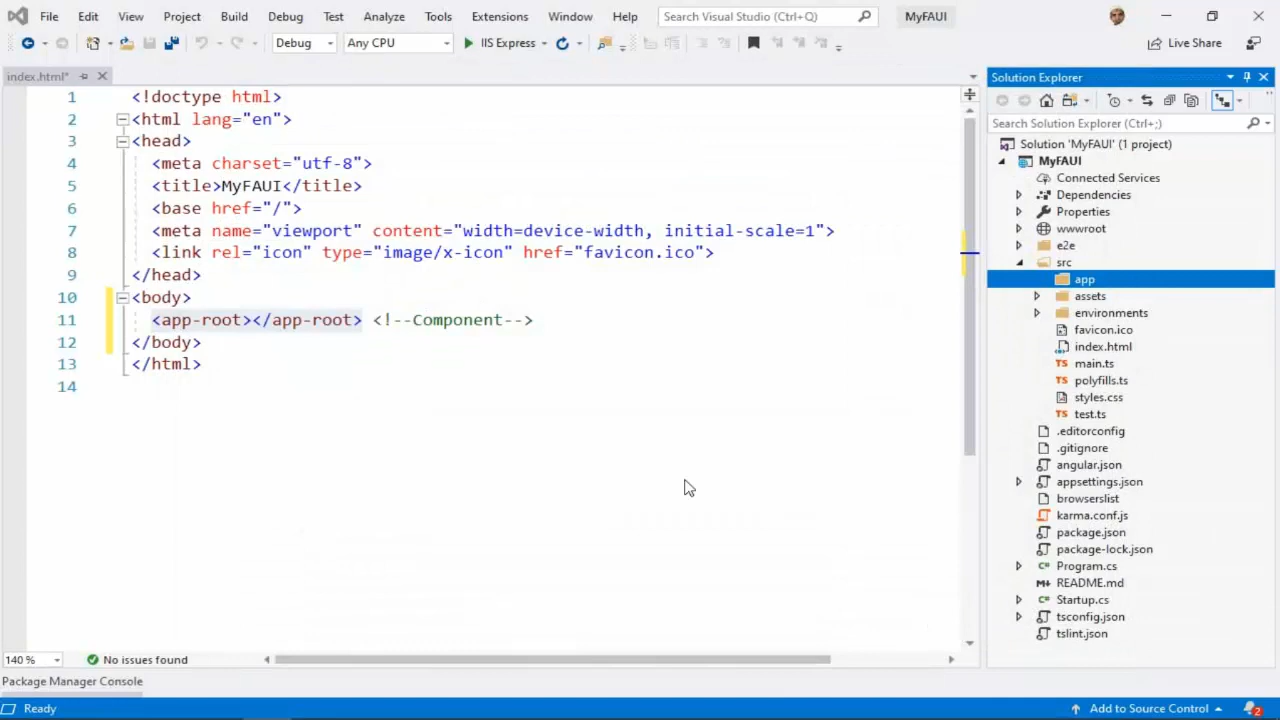 File Edit View Project Build Debug Test Analyze Tools Extensions Window Help Search Visual Studio (Ctrl+Q) MyFAUI
Debug Any CPU IIS Express Live Share
index.html*
Solution Explorer
Search Solution Explorer (Ctrl+;)
1 <!doctype html>
2 <html lang="en">
3 <head>
4 <meta charset="utf-8">
5 <title>MyFAUI</title>
6 <base href="/">
7 <meta name="viewport" content="width=device-width, initial-scale=1">
8 <link rel="icon" type="image/x-icon" href="favicon.ico">
9 </head>
10 <body>
11 <app-root></app-root> <!--Component-->
12 </body>
13 </html>
14
Solution 'MyFAUI' (1 project)
MyFAUI
Connected Services
Dependencies
Properties
wwwroot
e2e
src
app
assets
environments
favicon.ico
index.html
TS main.ts
TS polyfills.ts
styles.css
TS test.ts
.editorconfig
.gitignore
angular.json
appsettings.json
browserslist
karma.conf.js
package.json
package-lock.json
C# Program.cs
M+ README.md
C# Startup.cs
tsconfig.json
tslint.json
140 % No issues found
Package Manager Console
Ready Add to Source Control 2